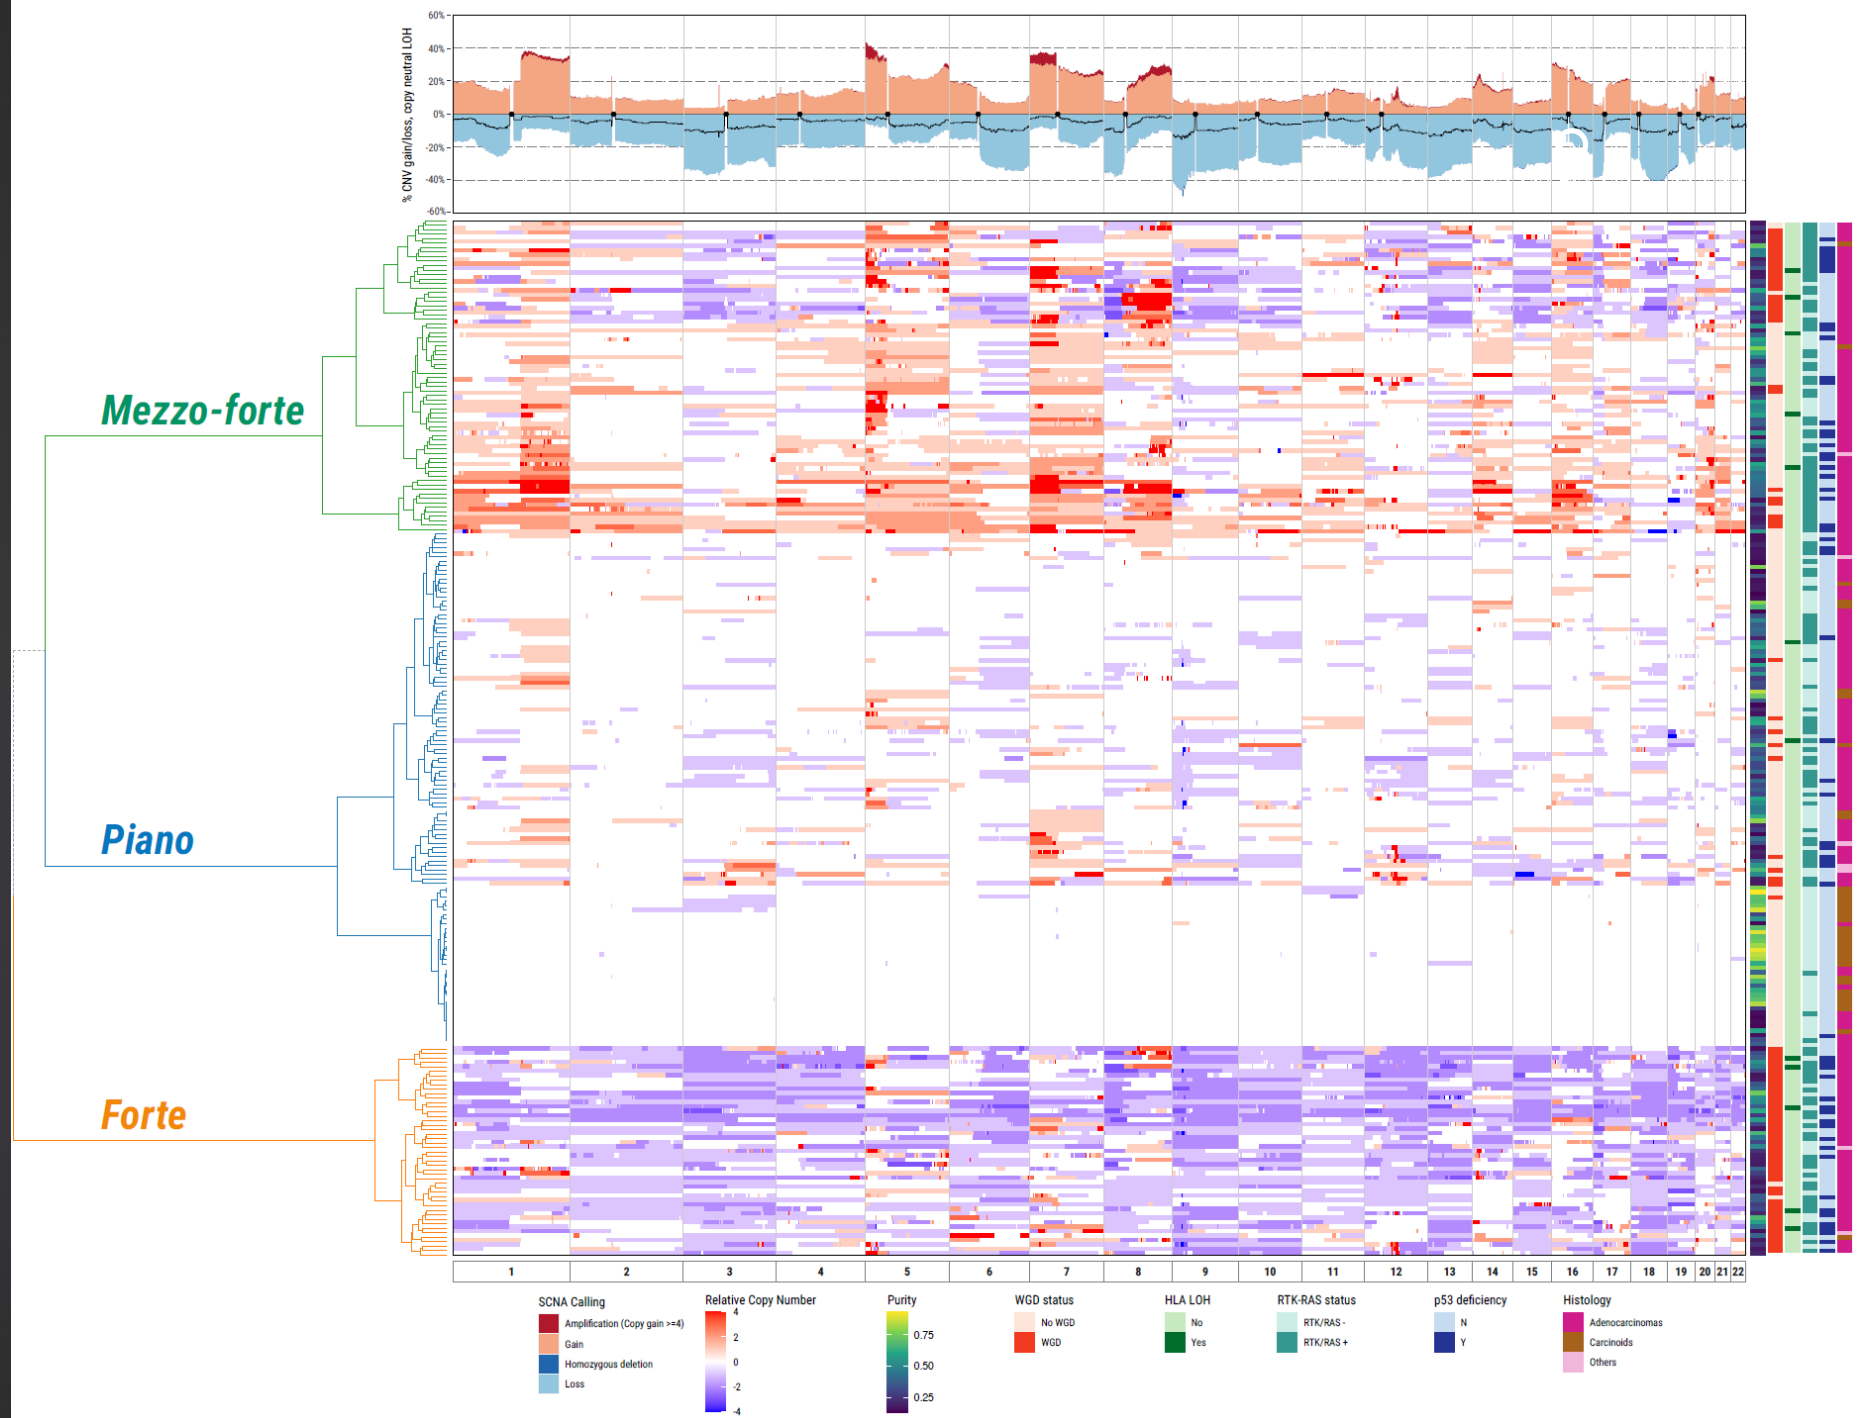 % CNV gain/loss, copy neutral LOH
60%
40%
20%
0%
-20%
-40%
-60%
Mezzo-forte
Piano
Forte
1 2 3 4 5 6 7 8 9 10 11 12 13 14 15 16 17 18 19 20 21 22
SCNA Calling
Amplification (Copy gain >=4)
Gain
Homozygous deletion
Loss
Relative Copy Number
4
2
0
-2
-4
Purity
0.75
0.50
0.25
WGD status
No WGD
WGD
HLA LOH
No
Yes
RTK-RAS status
RTK/RAS -
RTK/RAS +
p53 deficiency
N
Y
Histology
Adenocarcinomas
Carcinoids
Others